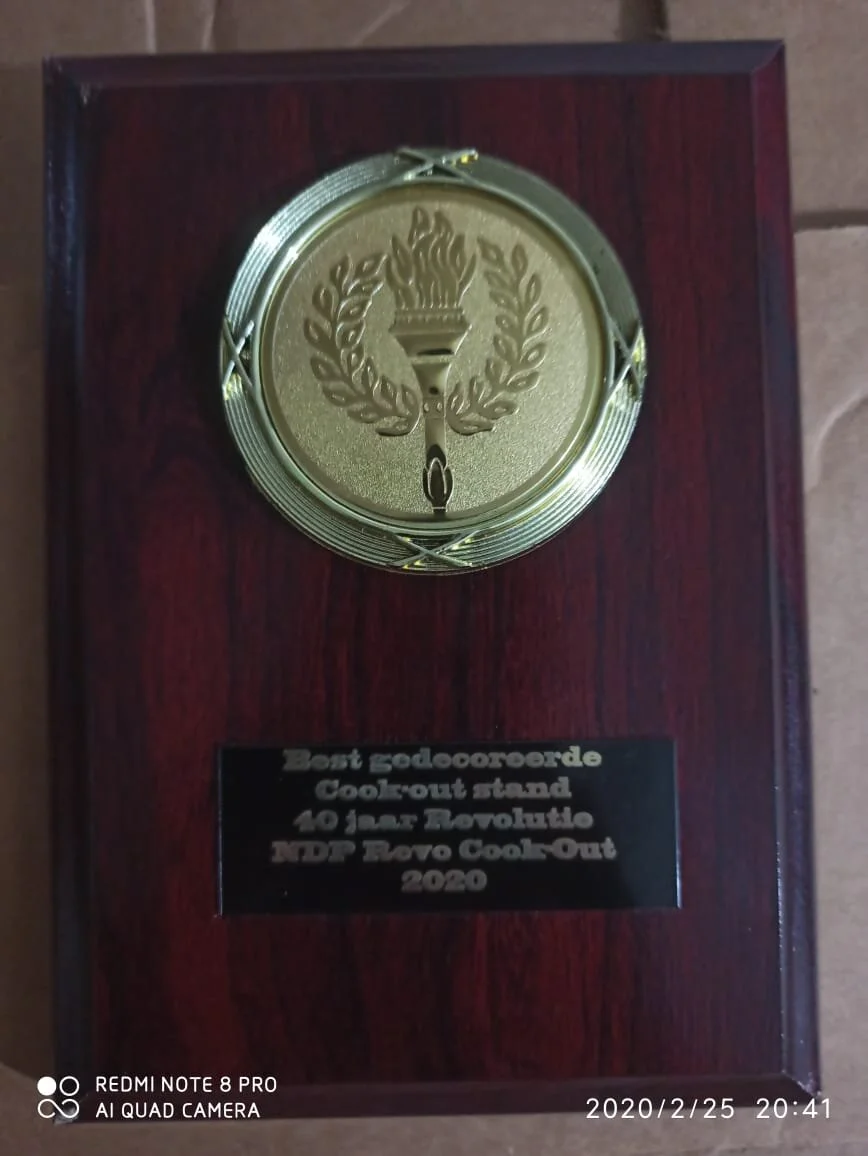 Best gedecoreerde
Cook-out stand
40 jaar Revolutie
NDP Revo Cook-Out
2020
REDMI NOTE 8 PRO
AI QUAD CAMERA
2020/2/25 20:41